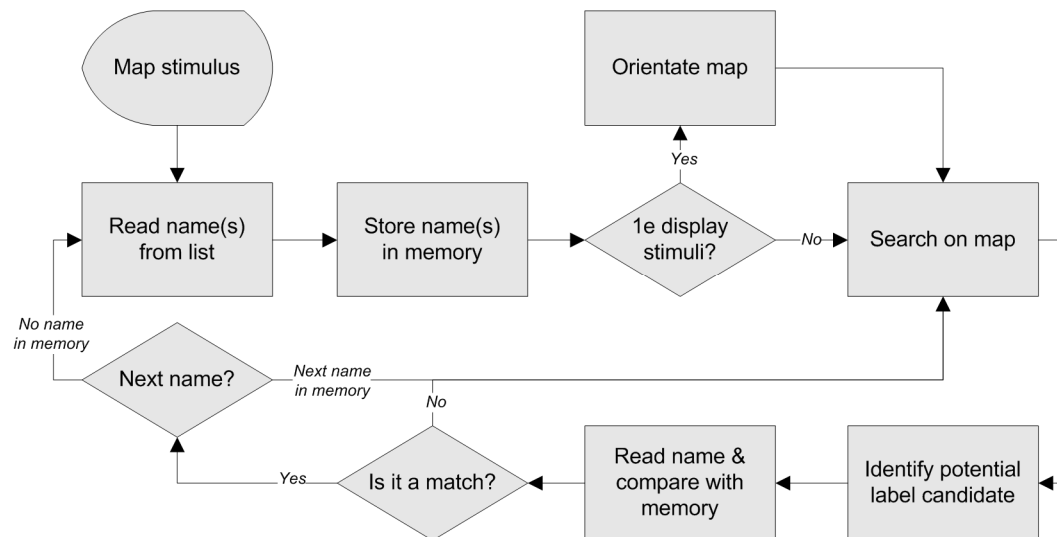 Map stimulus
Orientate map
Yes
Read name(s)
from list
Store name(s)
in memory
1e display
stimuli?
No
Search on map
No name
in memory
Next name?
Next name
in memory
No
Yes
Is it a match?
Read name &
compare with
memory
Identify potential
label candidate